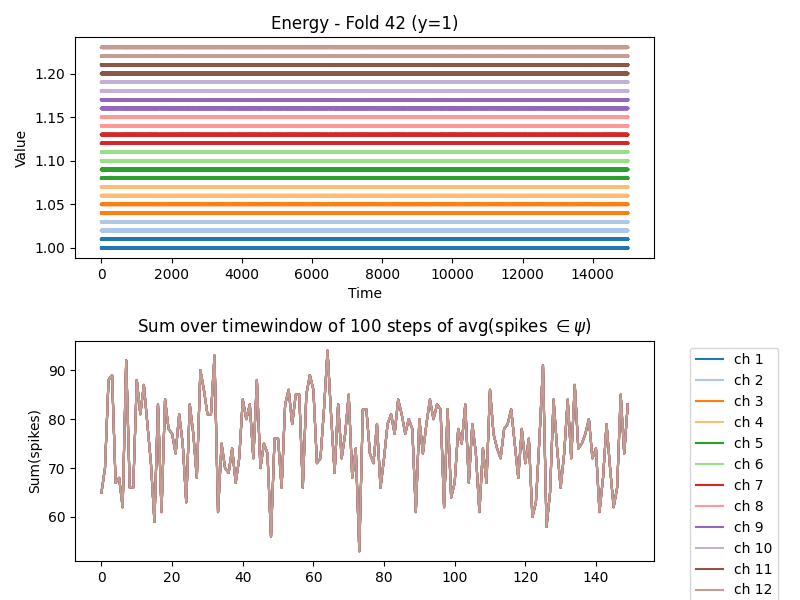 Energy - Fold 42 (y=1)
1.20
1.15
1.10
1.05
1.00
Value
0 2000 4000 6000 8000 10000 12000 14000
Time
Sum over timewindow of 100 steps of avg(spikes ∈ ψ)
90
80
70
60
Sum(spikes)
0 20 40 60 80 100 120 140
ch 1
ch 2
ch 3
ch 4
ch 5
ch 6
ch 7
ch 8
ch 9
ch 10
ch 11
ch 12